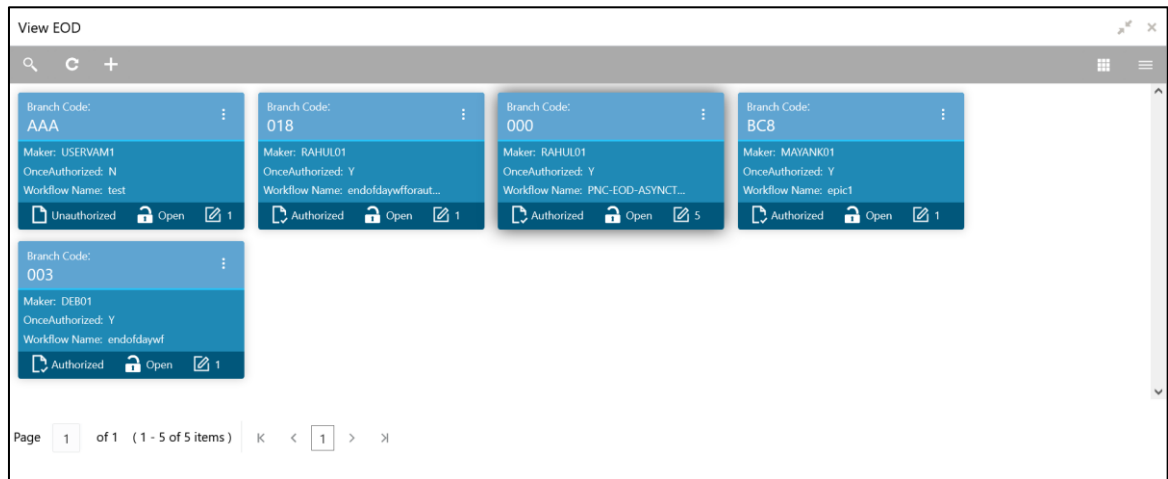 View EOD
Branch Code:
AAA
Maker: USERVAM1
OnceAuthorized: N
Workflow Name: test
Unauthorized Open 1
Branch Code:
018
Maker: RAHUL01
OnceAuthorized: Y
Workflow Name: endofdaywfforaut...
Authorized Open 1
Branch Code:
000
Maker: RAHUL01
OnceAuthorized: Y
Workflow Name: PNC-EOD-ASYNCT...
Authorized Open 5
Branch Code:
BC8
Maker: MAYANK01
OnceAuthorized: Y
Workflow Name: epic1
Authorized Open 1
Branch Code:
003
Maker: DEB01
OnceAuthorized: Y
Workflow Name: endofdaywf
Authorized Open 1
Page 1 of 1 ( 1 - 5 of 5 items ) K < 1 > >|